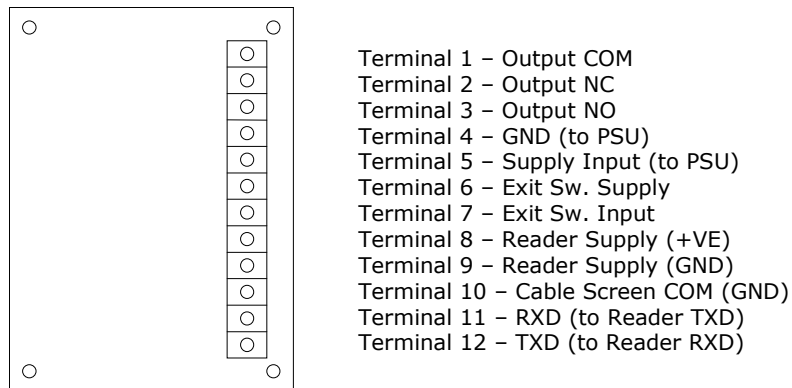 Terminal 1 – Output COM
Terminal 2 – Output NC
Terminal 3 – Output NO
Terminal 4 – GND (to PSU)
Terminal 5 – Supply Input (to PSU)
Terminal 6 – Exit Sw. Supply
Terminal 7 – Exit Sw. Input
Terminal 8 – Reader Supply (+VE)
Terminal 9 – Reader Supply (GND)
Terminal 10 – Cable Screen COM (GND)
Terminal 11 – RXD (to Reader TXD)
Terminal 12 – TXD (to Reader RXD)